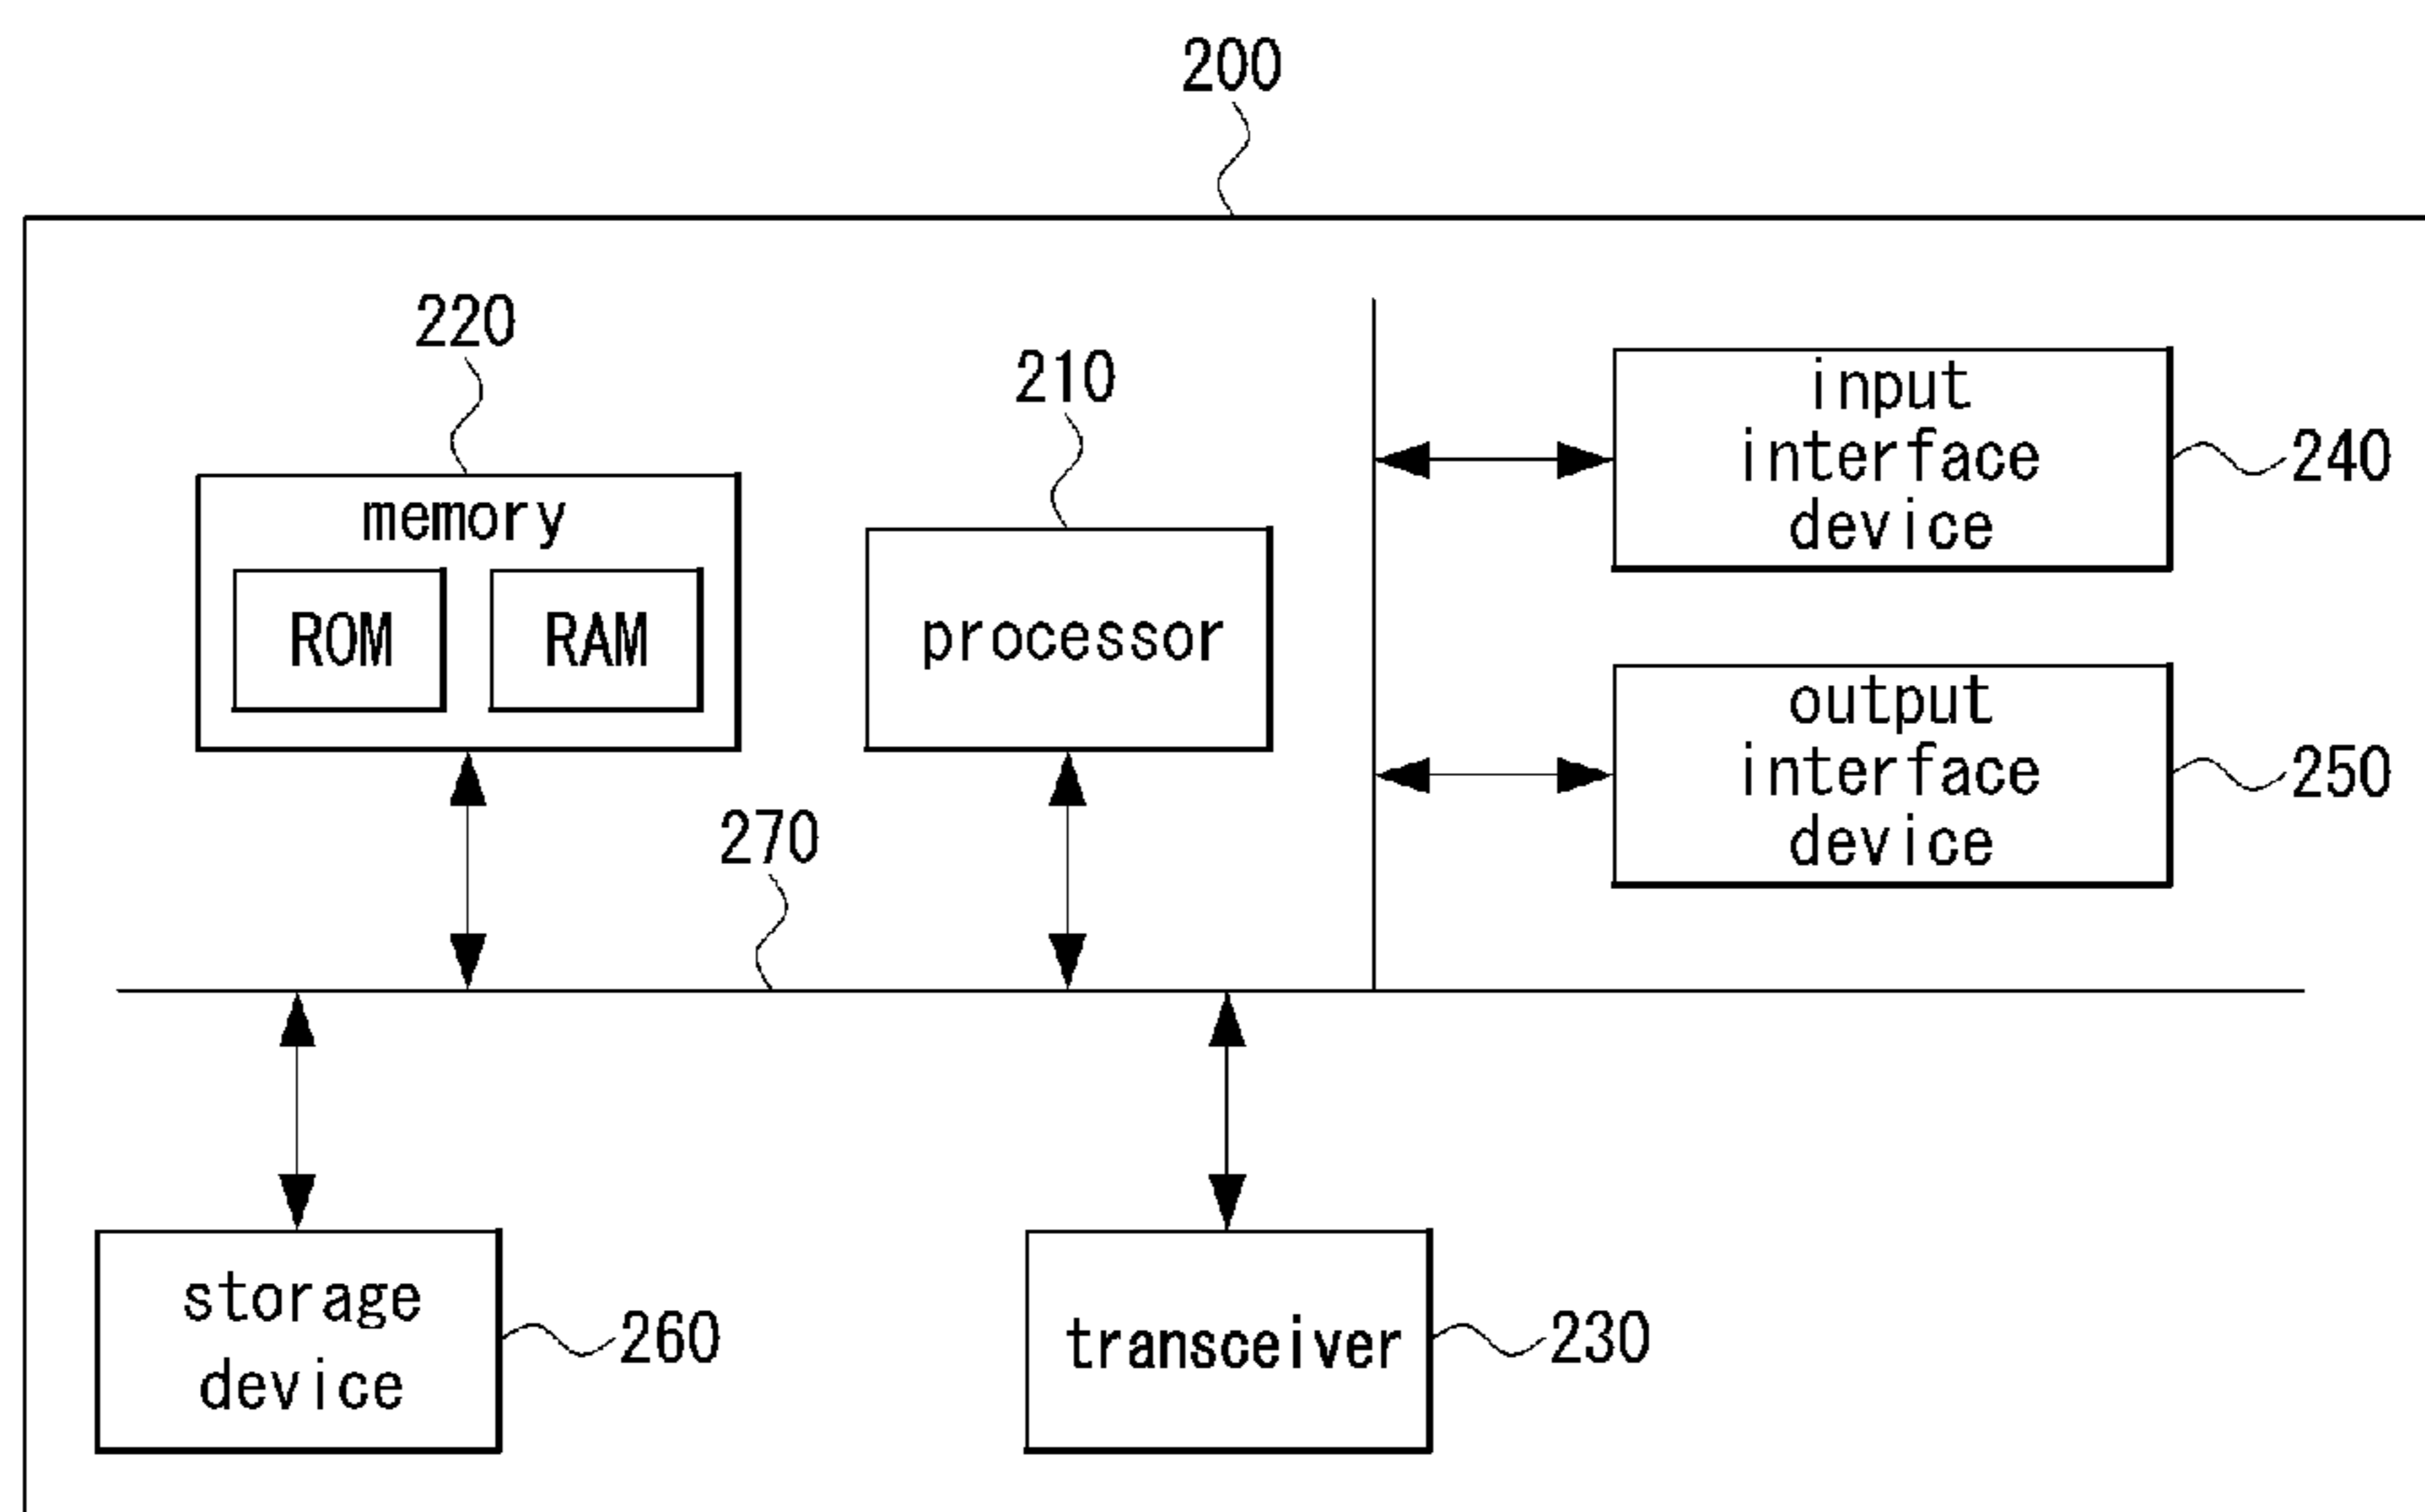 200
220
210
memory
ROM
RAM
processor
input
interface
device
240
output
interface
device
250
270
storage
device
260
transceiver
230